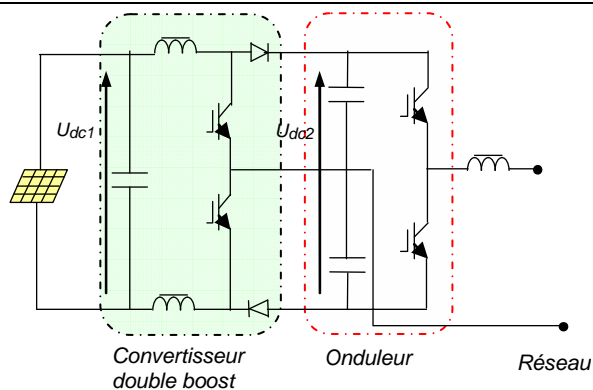 Udc1
Udc2
Convertisseur
double boost
Onduleur
Réseau